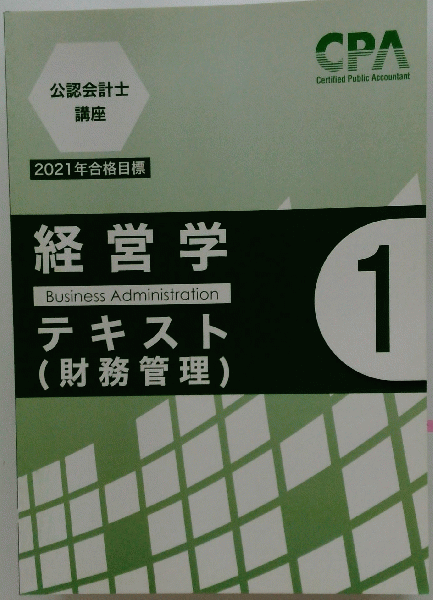 公認会計士
講座
CPA
Certified Public Accountant
2021年合格目標
経営学
Business Administration
テキスト
(財務管理)
1